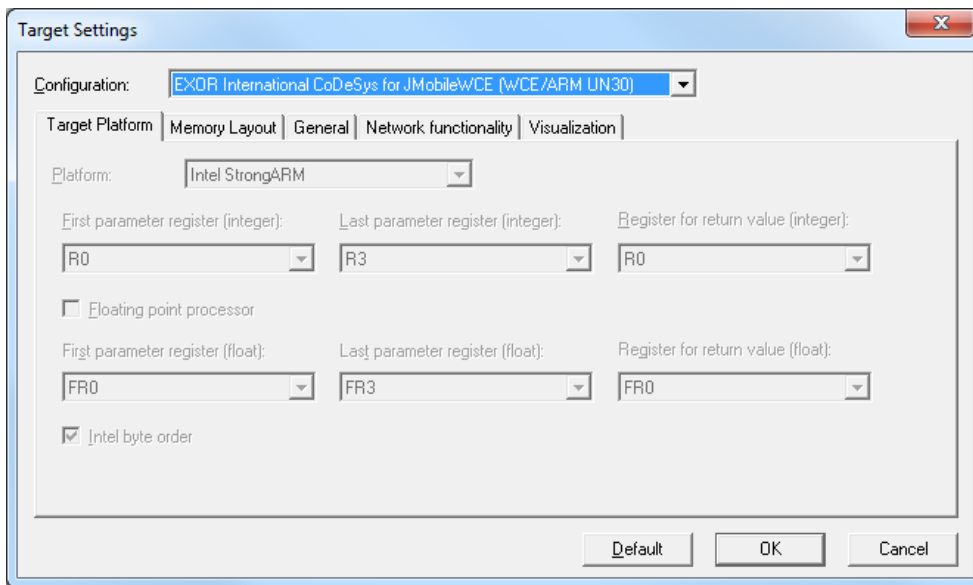 Target Settings
Configuration: EXOR International CoDeSys for JMobileWCE (WCE/ARM UN30)
Target Platform Memory Layout General Network functionality Visualization
Platform: Intel StrongARM
First parameter register (integer): Last parameter register (integer): Register for return value (integer):
R0 R3 R0
Floating point processor
First parameter register (float): Last parameter register (float): Register for return value (float):
FR0 FR3 FR0
Intel byte order
Default OK Cancel